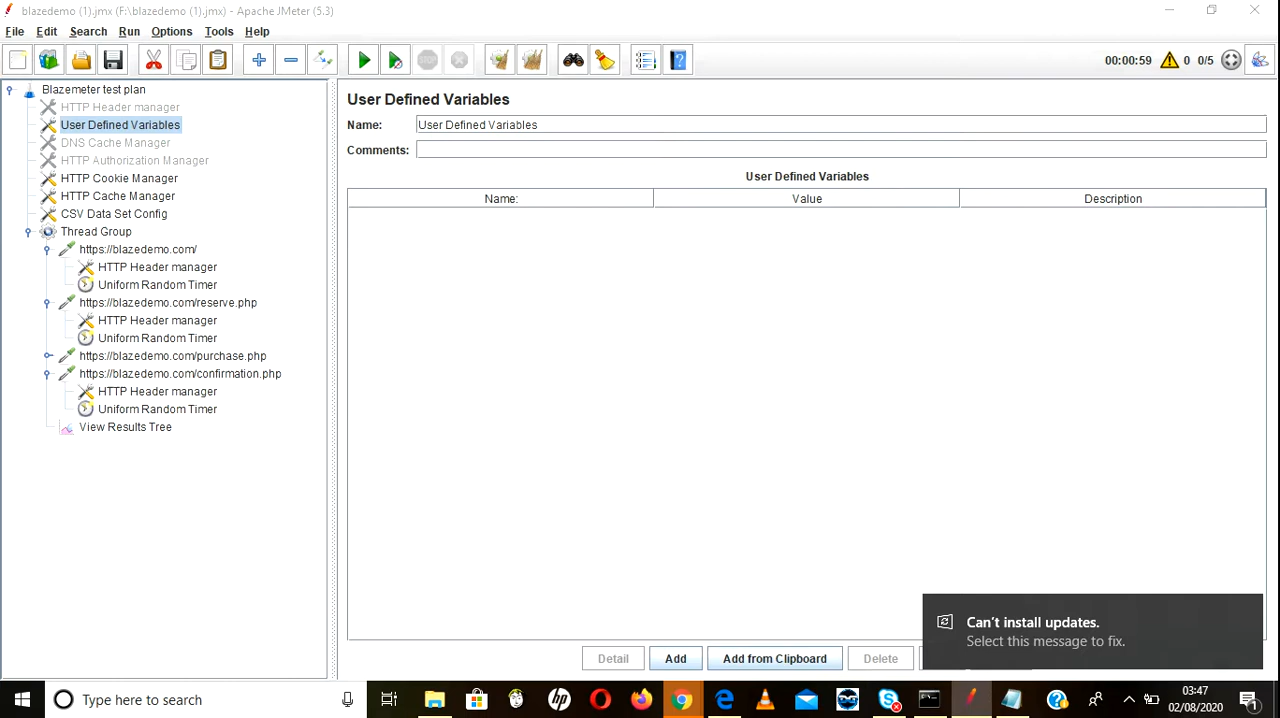 blazedemo (1).jmx (F:\blazedemo (1).jmx) - Apache JMeter (5.3)
File Edit Search Run Options Tools Help
00:00:59 0 0/5
Blazemeter test plan
HTTP Header manager
User Defined Variables
DNS Cache Manager
HTTP Authorization Manager
HTTP Cookie Manager
HTTP Cache Manager
CSV Data Set Config
Thread Group
https://blazedemo.com/
HTTP Header manager
Uniform Random Timer
https://blazedemo.com/reserve.php
HTTP Header manager
Uniform Random Timer
https://blazedemo.com/purchase.php
https://blazedemo.com/confirmation.php
HTTP Header manager
Uniform Random Timer
View Results Tree
User Defined Variables
Name: User Defined Variables
Comments:
User Defined Variables
Name: Value Description
Detail Add Add from Clipboard Delete
Can't install updates.
Select this message to fix.
Type here to search
03:47
02/08/2020
1